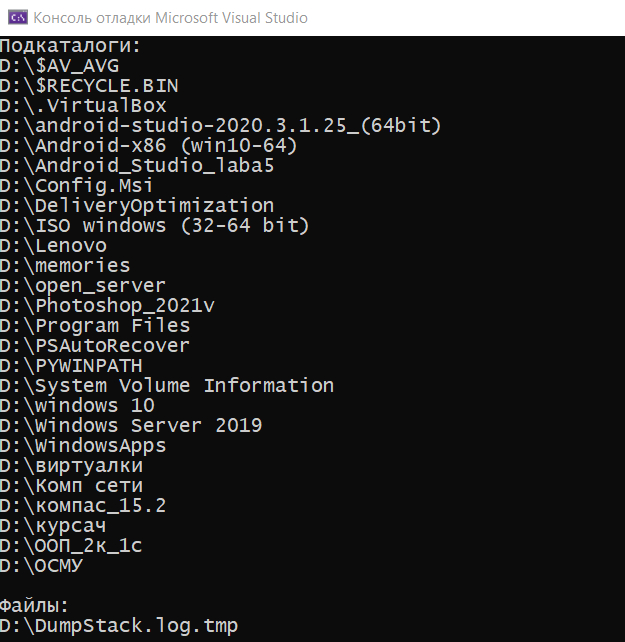 Консоль отладки Microsoft Visual Studio
Подкаталоги:
D:\$AV_AVG
D:\$RECYCLE.BIN
D:\.VirtualBox
D:\android-studio-2020.3.1.25_(64bit)
D:\Android-x86 (win10-64)
D:\Android_Studio_laba5
D:\Config.Msi
D:\DeliveryOptimization
D:\ISO windows (32-64 bit)
D:\Lenovo
D:\memories
D:\open_server
D:\Photoshop_2021v
D:\Program Files
D:\PSAutoRecover
D:\PYWINPATH
D:\System Volume Information
D:\windows 10
D:\Windows Server 2019
D:\WindowsApps
D:\виртуалки
D:\Комп сети
D:\компас_15.2
D:\курсач
D:\ООП_2к_1с
D:\ОСМУ
Файлы:
D:\DumpStack.log.tmp